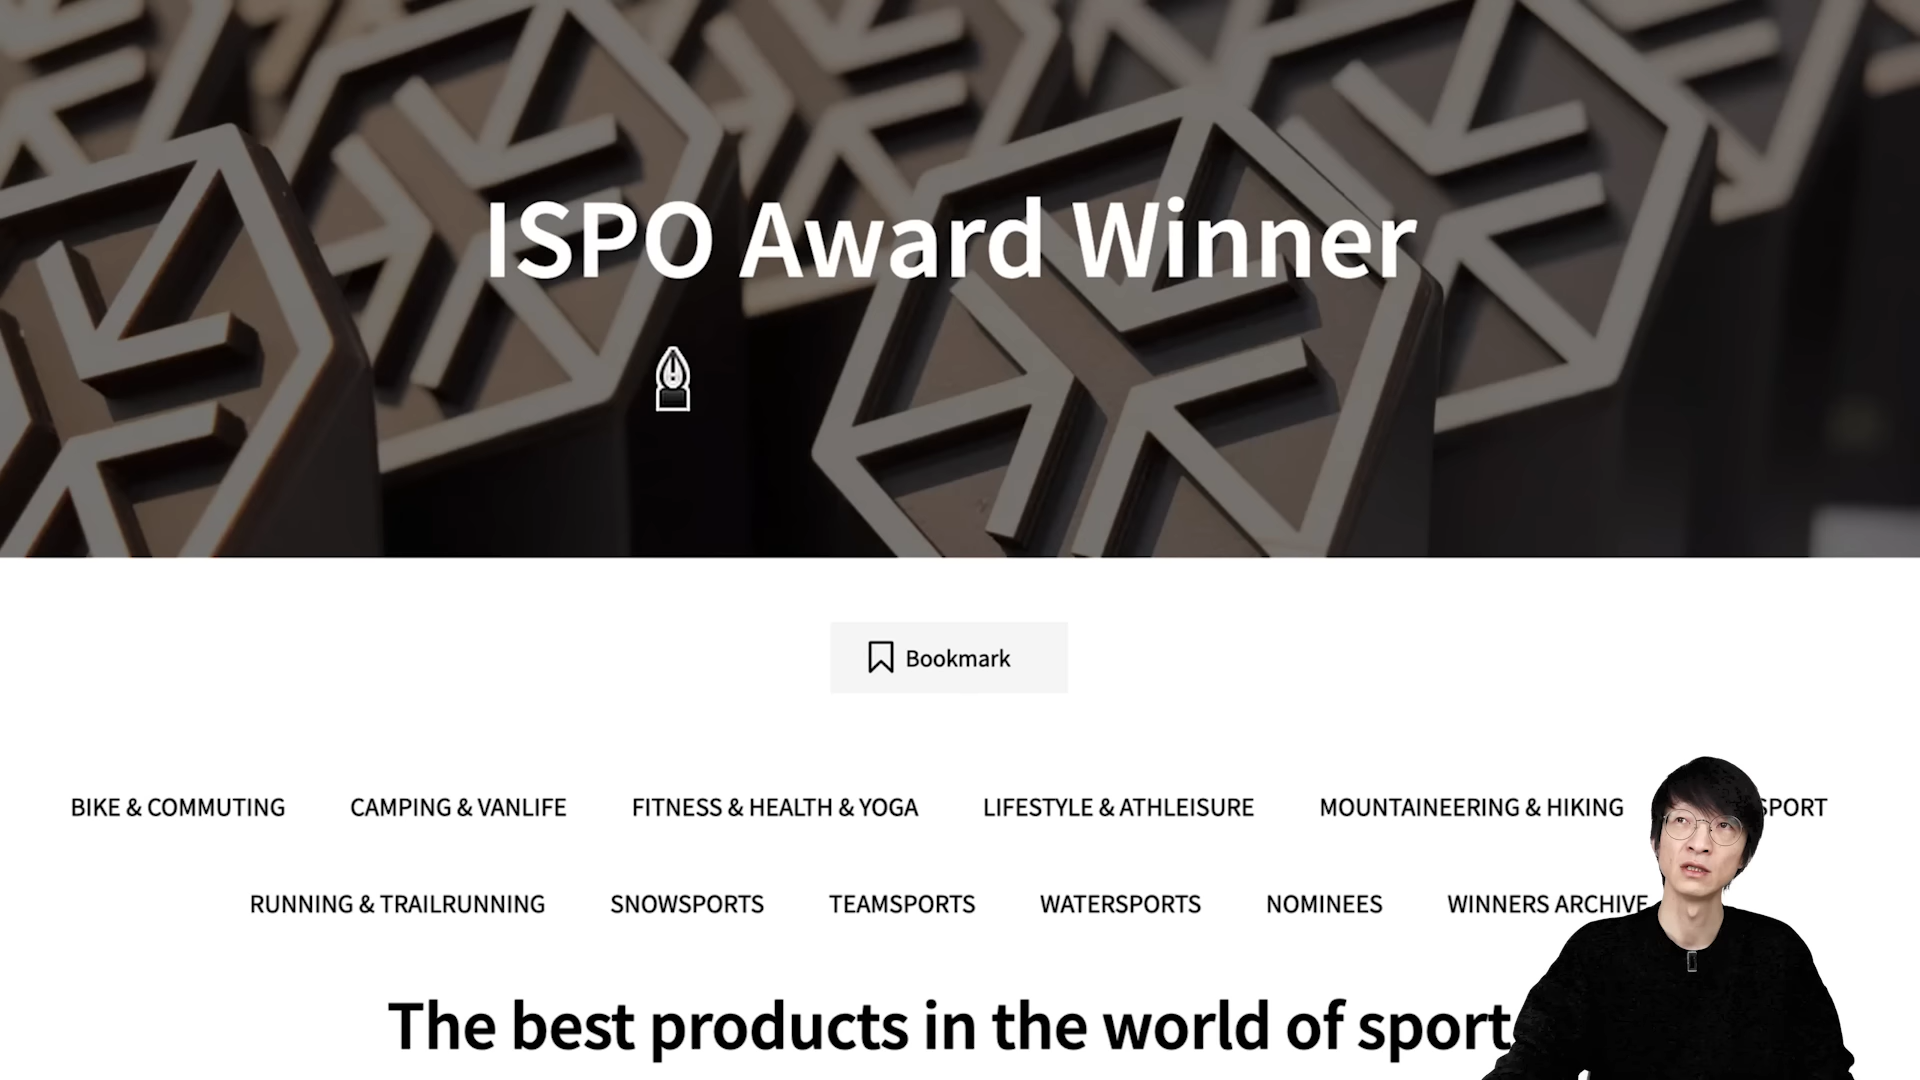 ISPO Award Winner
Bookmark
BIKE & COMMUTING CAMPING & VANLIFE FITNESS & HEALTH & YOGA LIFESTYLE & ATHLEISURE MOUNTAINEERING & HIKING SPORT
RUNNING & TRAILRUNNING SNOWSPORTS TEAMSPORTS WATERSPORTS NOMINEES WINNERS ARCHIVE
The best products in the world of sport